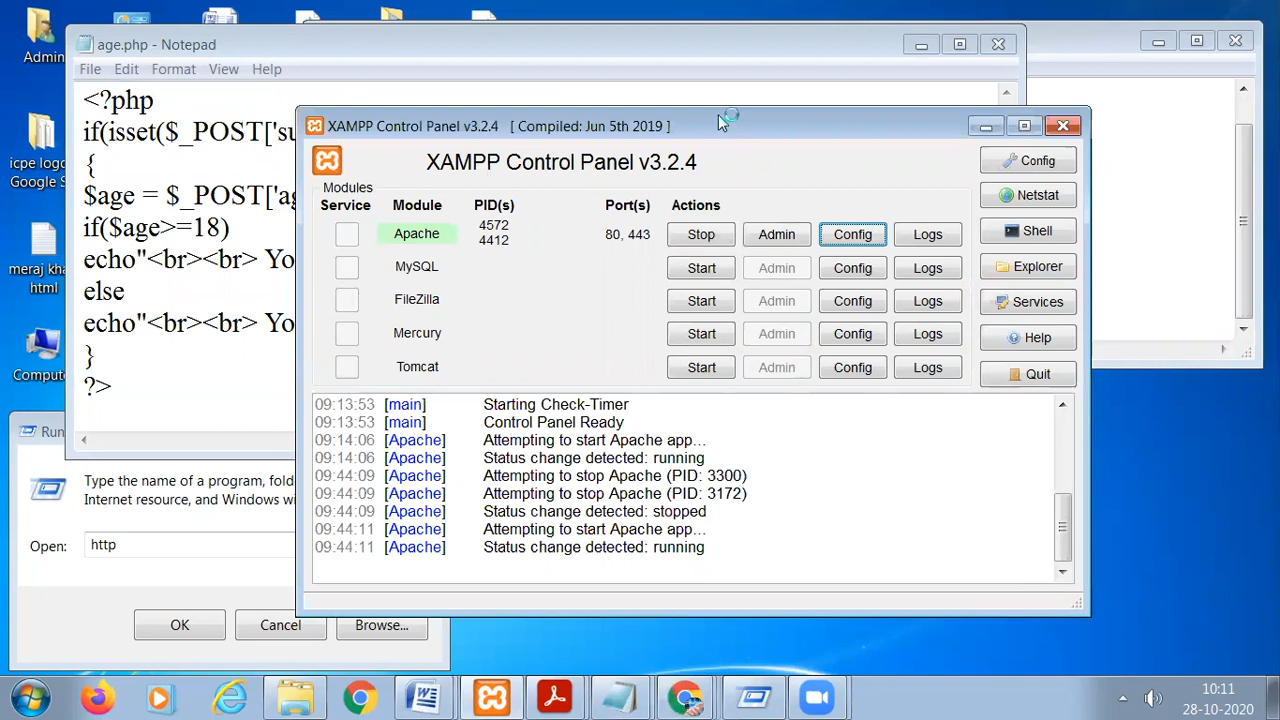 Admin
icpe logo
Google S
meraj kha
html
Compute
age.php - Notepad
File Edit Format View Help
<?php
if(isset($_POST['su
{
$age = $_POST['ag
if($age>=18)
echo"<br><br> Yo
else
echo"<br><br> Yo
}
?>
XAMPP Control Panel v3.2.4 [ Compiled: Jun 5th 2019 ]
XAMPP Control Panel v3.2.4
Modules
Service Module PID(s) Port(s) Actions
Apache 4572 4412 80, 443 Stop Admin Config Logs
MySQL Start Admin Config Logs
FileZilla Start Admin Config Logs
Mercury Start Admin Config Logs
Tomcat Start Admin Config Logs
Config
Netstat
Shell
Explorer
Services
Help
Quit
09:13:53 [main] Starting Check-Timer
09:13:53 [main] Control Panel Ready
09:14:06 [Apache] Attempting to start Apache app...
09:14:06 [Apache] Status change detected: running
09:44:09 [Apache] Attempting to stop Apache (PID: 3300)
09:44:09 [Apache] Attempting to stop Apache (PID: 3172)
09:44:09 [Apache] Status change detected: stopped
09:44:11 [Apache] Attempting to start Apache app...
09:44:11 [Apache] Status change detected: running
Run
Type the name of a program, fold
Internet resource, and Windows wi
Open: http
OK Cancel Browse...
10:11
28-10-2020